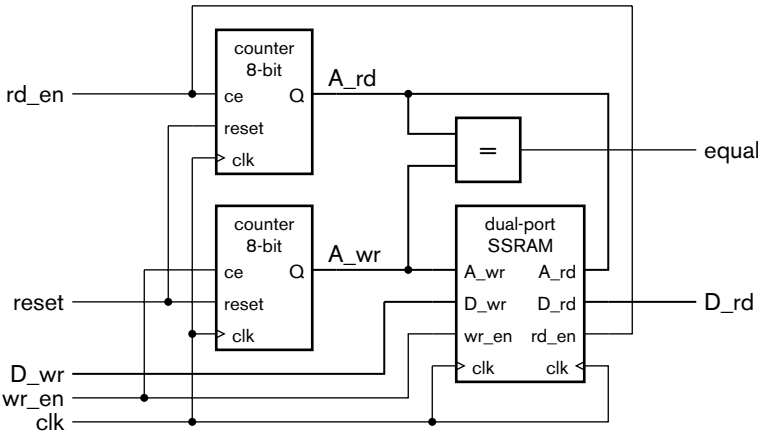 counter
8-bit
rd_en
ce
Q
A_rd
reset
clk
=
equal
counter
8-bit
ce
Q
A_wr
reset
reset
clk
dual-port
SSRAM
A_wr
A_rd
D_wr
D_rd
D_rd
wr_en
rd_en
clk
clk
D_wr
wr_en
clk